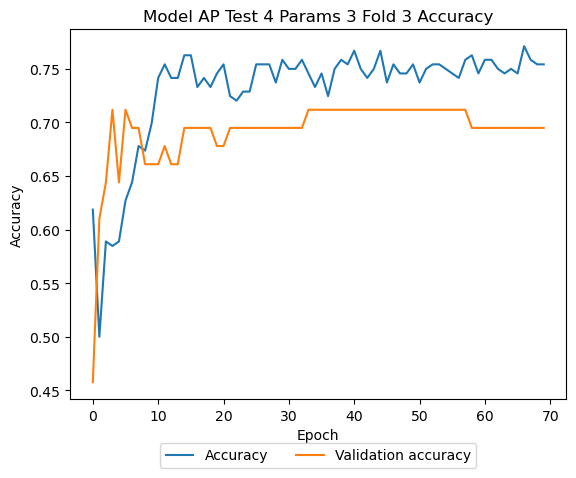 Model AP Test 4 Params 3 Fold 3 Accuracy
0.75
0.70
0.65
0.60
0.55
0.50
0.45
Accuracy
0 10 20 30 40 50 60 70
Epoch
Accuracy Validation accuracy